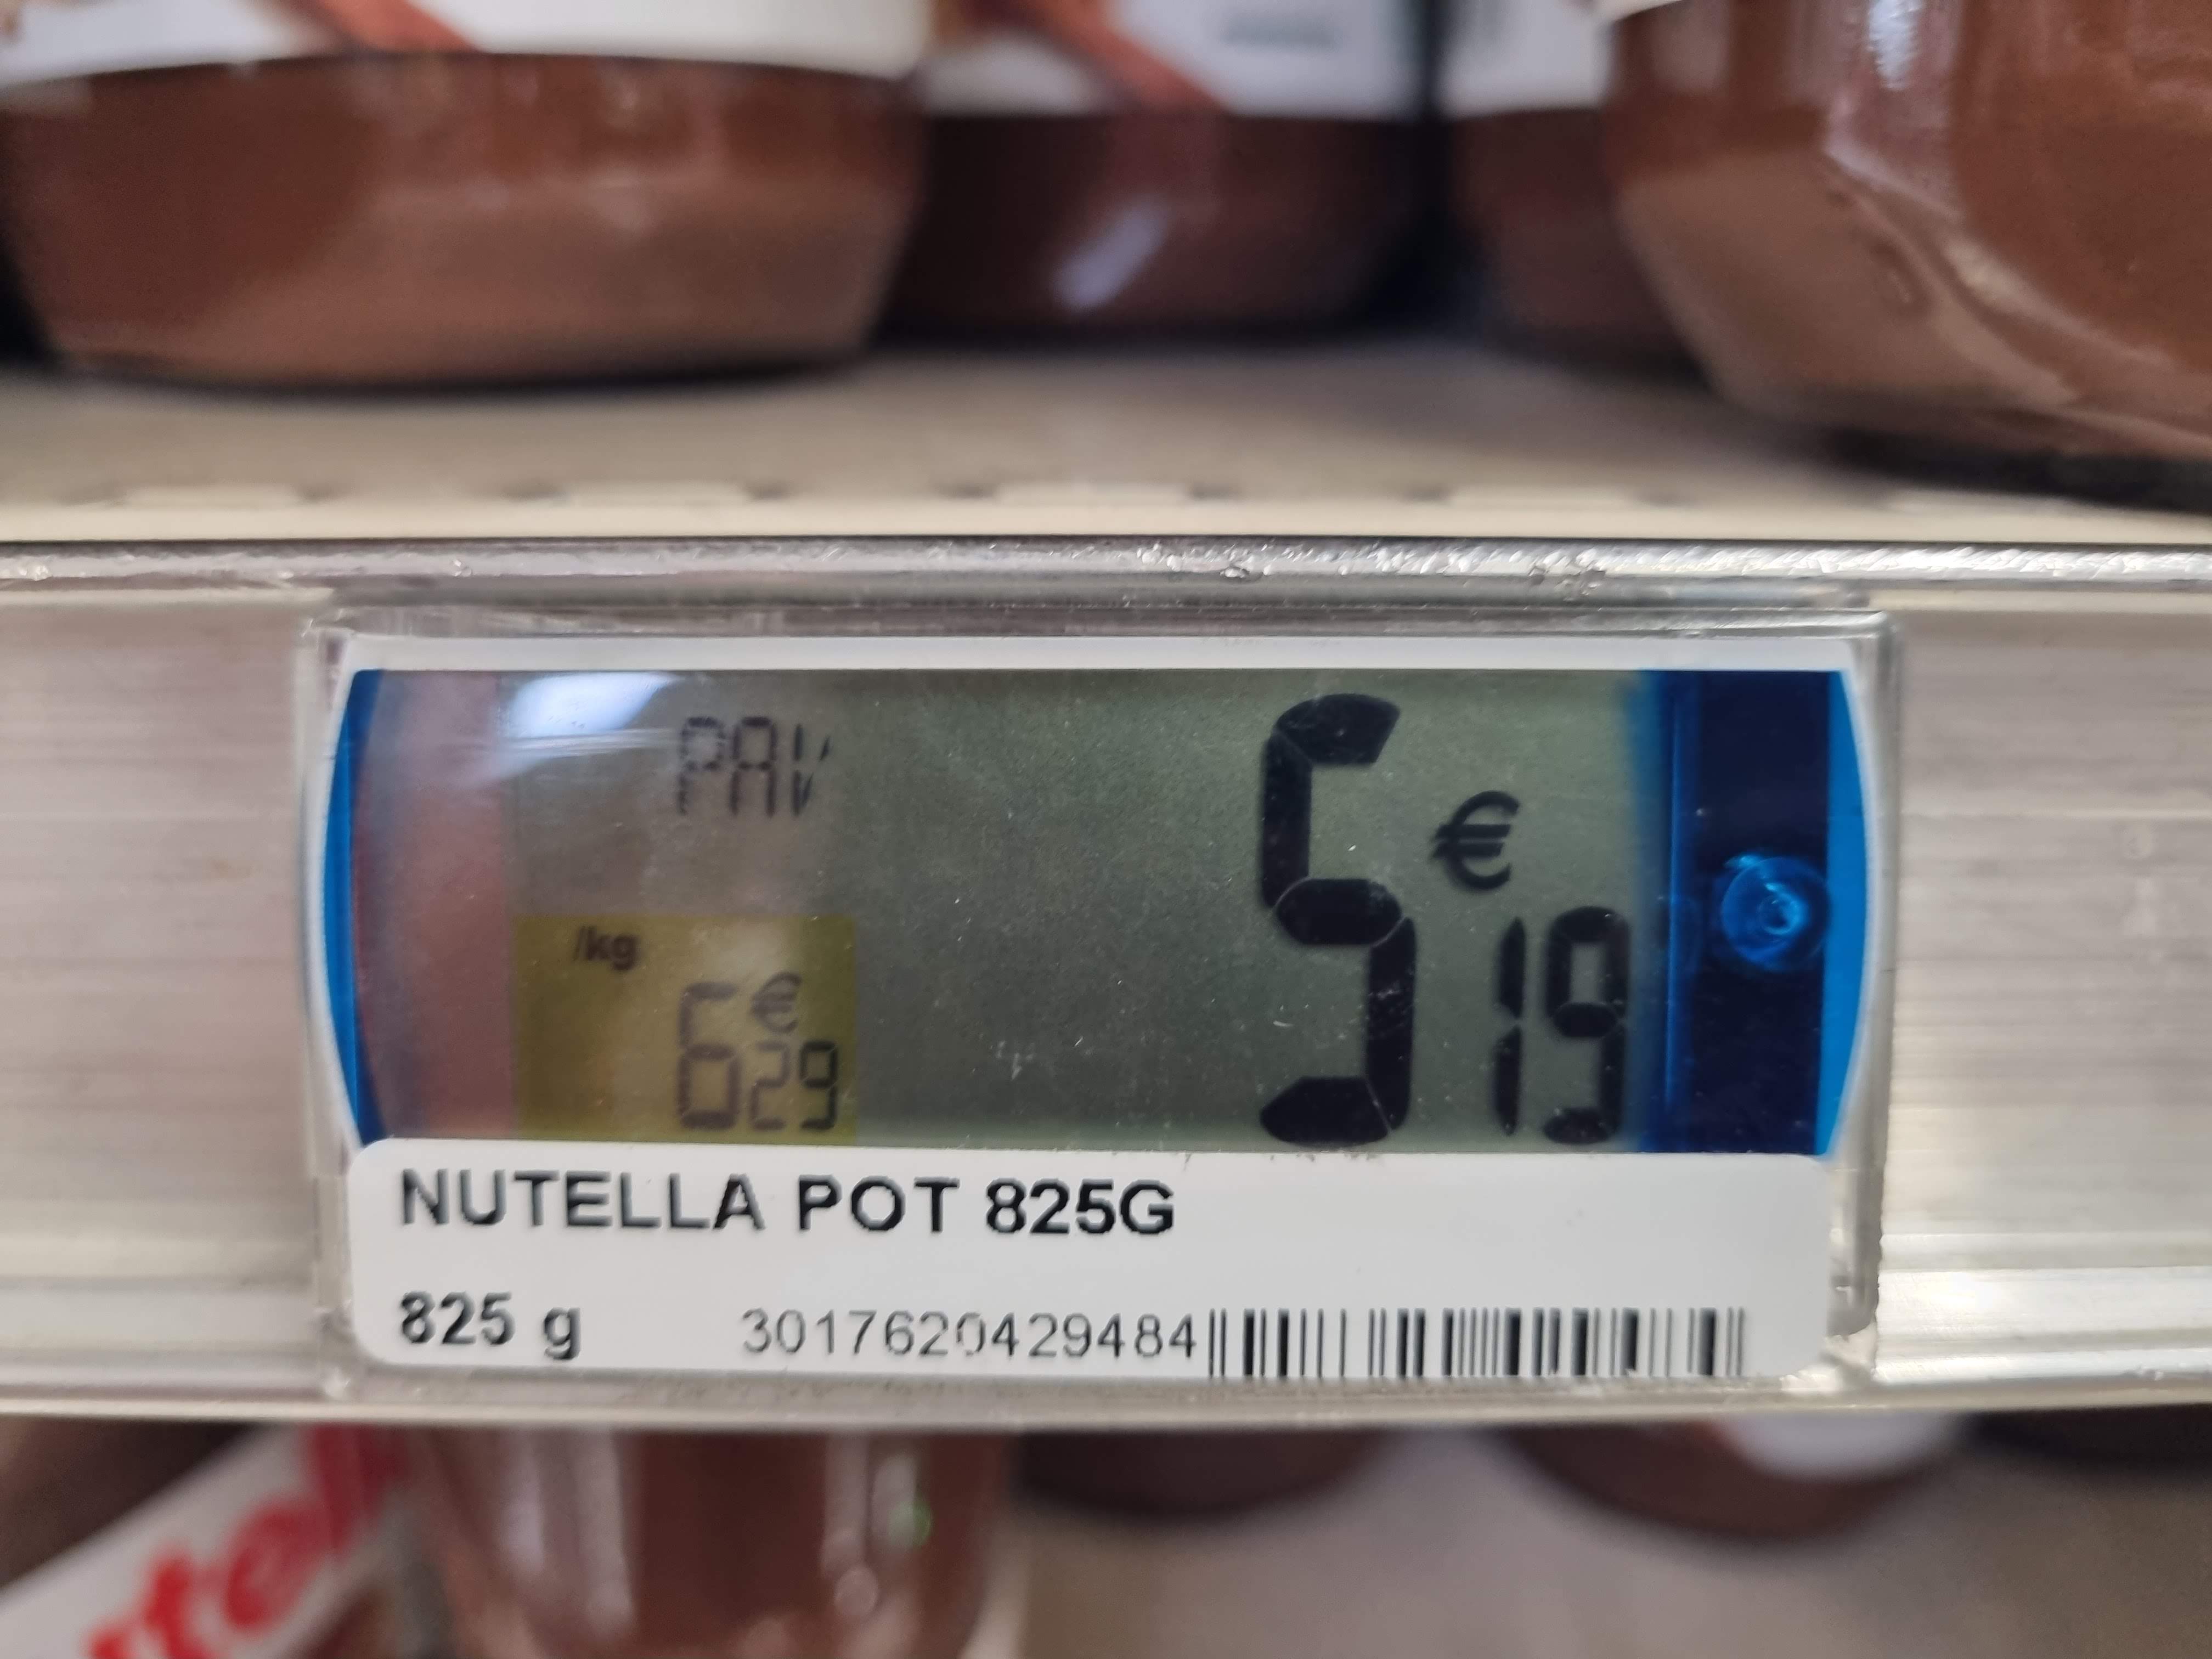 PAV
5 € 19
/kg
6 € 29
NUTELLA POT 825G
825 g 3017620429484